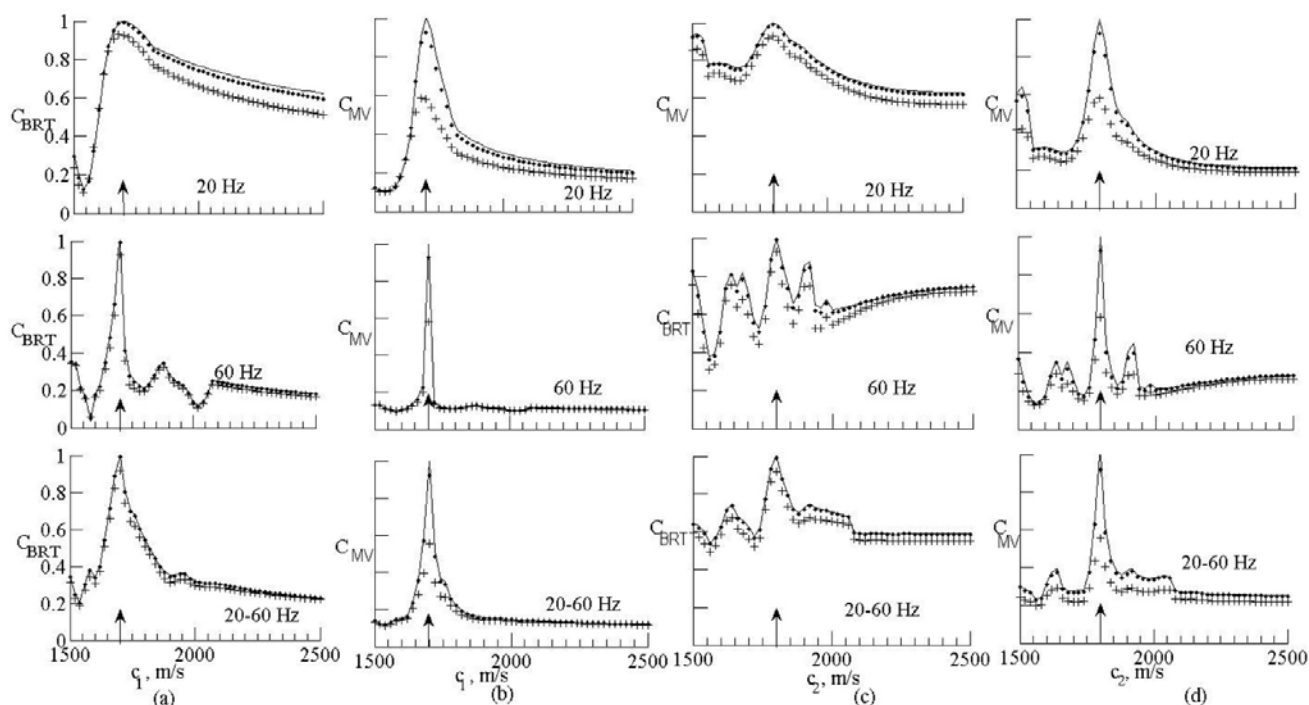 1
0.8
0.6
C_BRT
0.4
0.2
0
20 Hz
C_MV
20 Hz
C_MV
20 Hz
C_MV
20 Hz
1
0.8
0.6
C_BRT
0.4
0.2
0
60 Hz
C_MV
60 Hz
C_BRT
60 Hz
C_MV
60 Hz
1
0.8
0.6
C_BRT
0.4
0.2
0
20-60 Hz
C_MV
20-60 Hz
C_BRT
20-60 Hz
C_MV
20-60 Hz
1500 2000 2500
c_1, m/s
(a)
1500 2000 2500
c_1, m/s
(b)
1500 2000 2500
c_2, m/s
(c)
1500 2000 2500
c_2, m/s
(d)